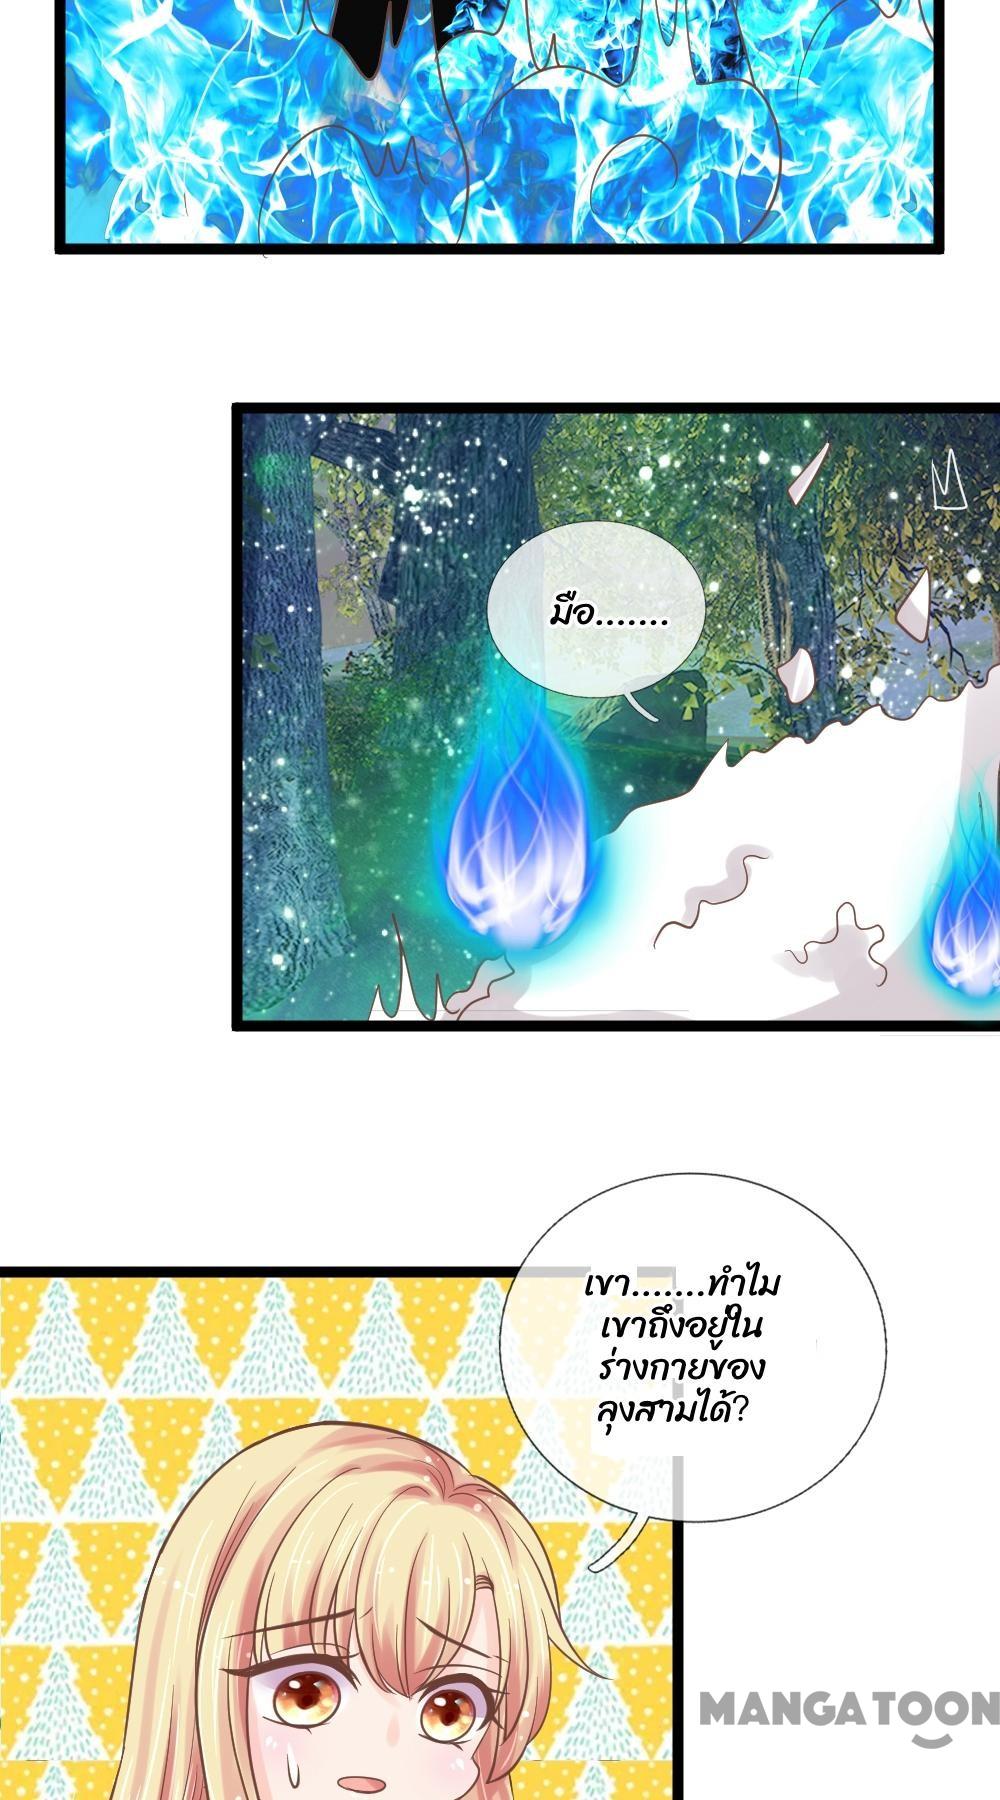 มือ.......
เขา.......ทำไม
เขาถึงอยู่ใน
ร่างกายของ
ลุงสามได้?
MANGATOON